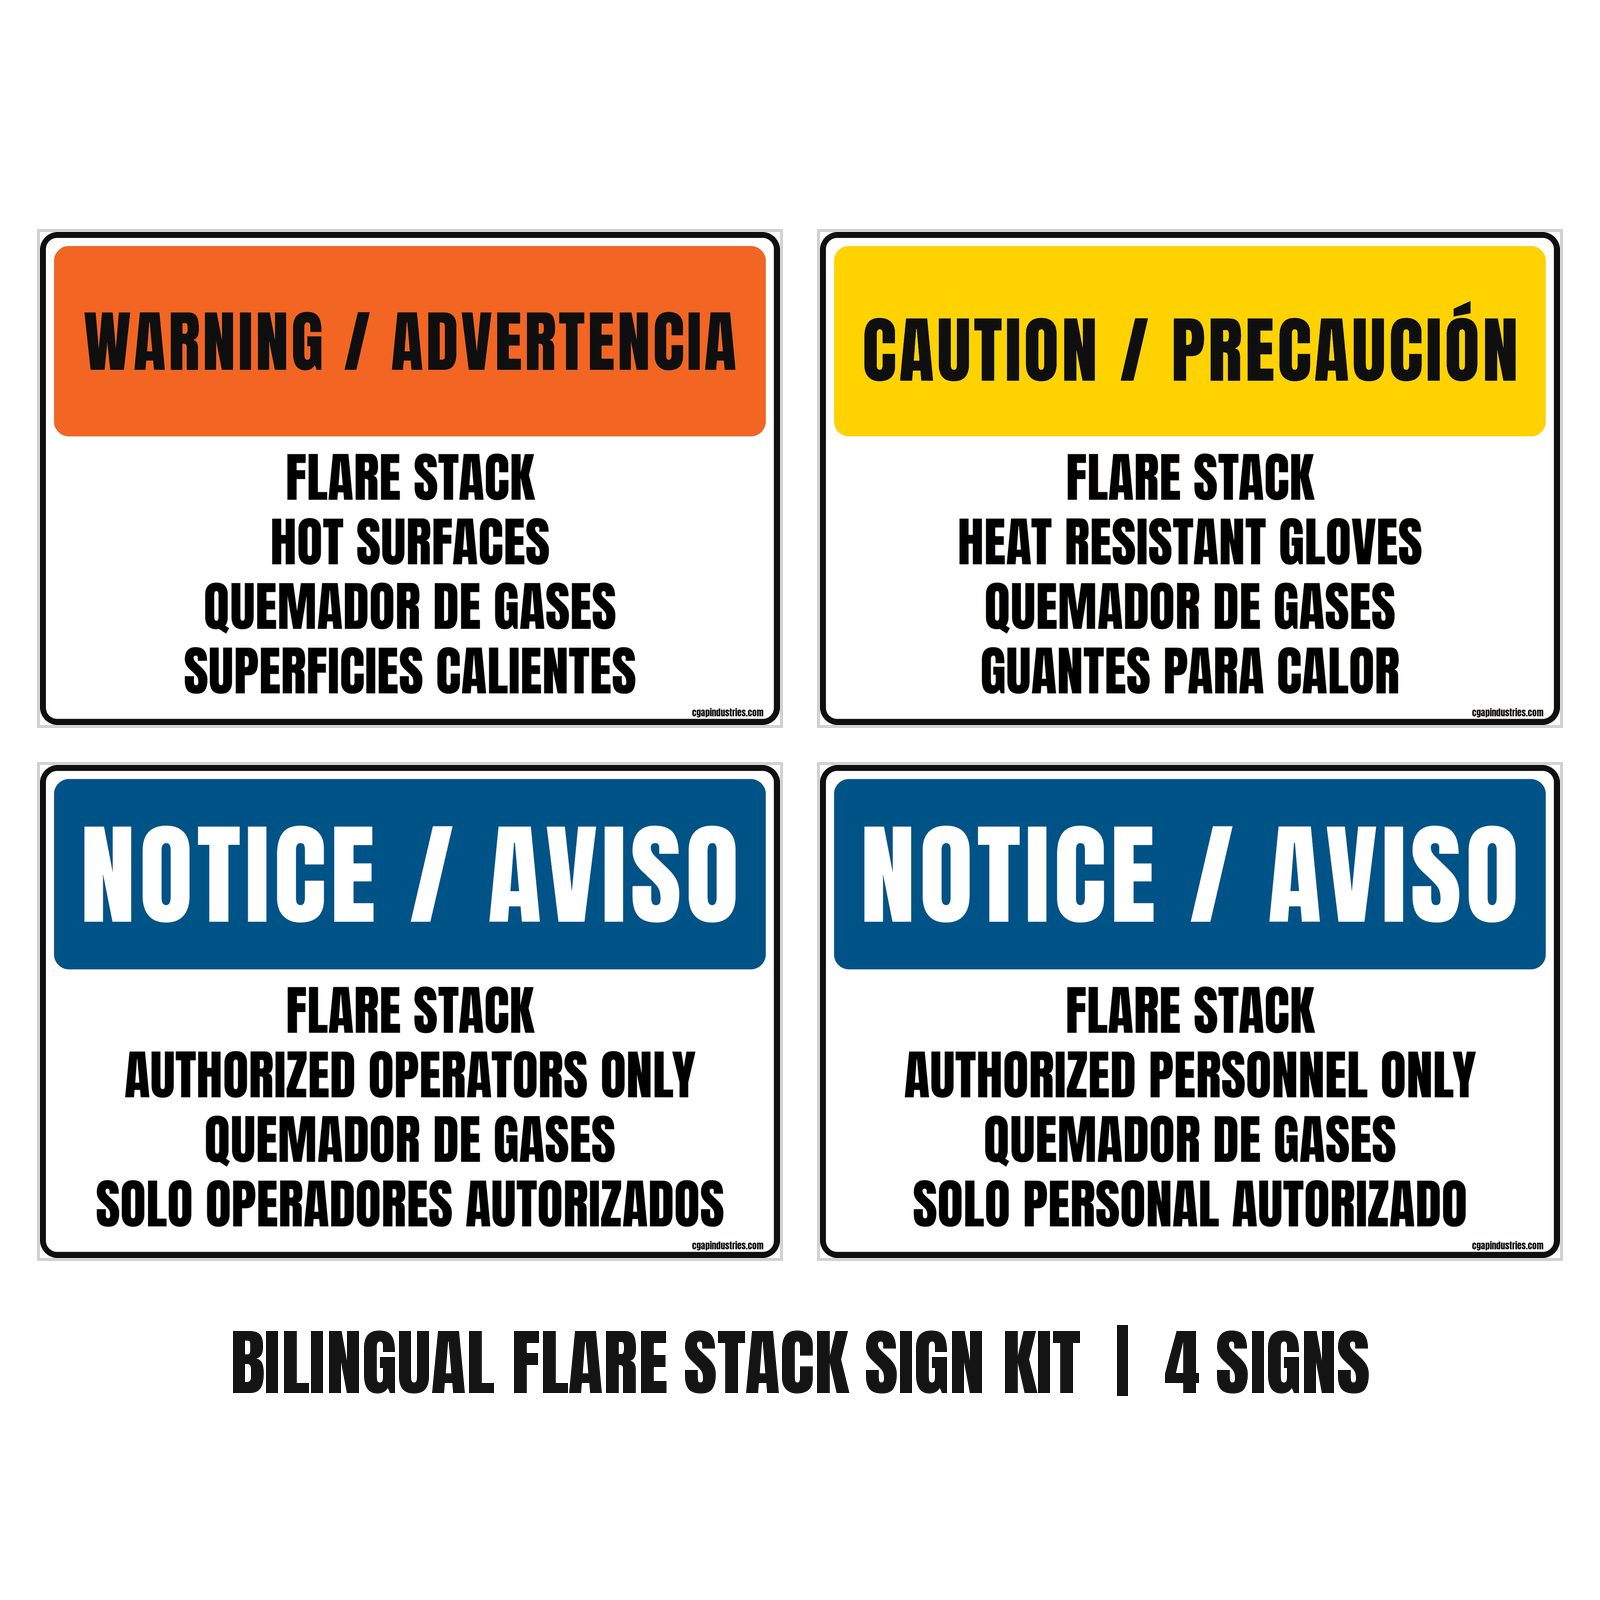 WARNING / ADVERTENCIA
FLARE STACK
HOT SURFACES
QUEMADOR DE GASES
SUPERFICIES CALIENTES
cgapindustries.com
CAUTION / PRECAUCIÓN
FLARE STACK
HEAT RESISTANT GLOVES
QUEMADOR DE GASES
GUANTES PARA CALOR
cgapindustries.com
NOTICE / AVISO
FLARE STACK
AUTHORIZED OPERATORS ONLY
QUEMADOR DE GASES
SOLO OPERADORES AUTORIZADOS
cgapindustries.com
NOTICE / AVISO
FLARE STACK
AUTHORIZED PERSONNEL ONLY
QUEMADOR DE GASES
SOLO PERSONAL AUTORIZADO
cgapindustries.com
BILINGUAL FLARE STACK SIGN KIT | 4 SIGNS